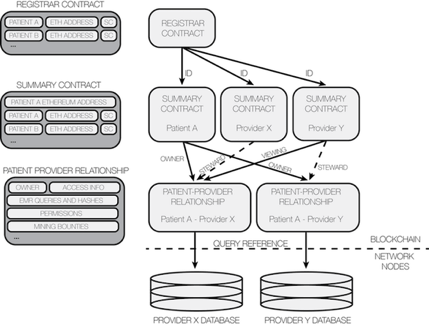 REGISTRAR CONTRACT
PATIENT A ETH ADDRESS SC
PATIENT B ETH ADDRESS SC
...
SUMMARY CONTRACT
PATIENT A ETHEREUM ADDRESS
PATIENT A ETH ADDRESS SC
PATIENT B ETH ADDRESS SC
...
PATIENT PROVIDER RELATIONSHIP
OWNER ACCESS INFO
EMR QUERIES AND HASHES
PERMISSIONS
MINING BOUNTIES
...
REGISTRAR
CONTRACT
ID ID ID
SUMMARY
CONTRACT
Patient A
SUMMARY
CONTRACT
Provider X
SUMMARY
CONTRACT
Provider Y
OWNER
STEWARD
VIEWING
OWNER
STEWARD
PATIENT-PROVIDER
RELATIONSHIP
Patient A - Provider X
PATIENT-PROVIDER
RELATIONSHIP
Patient A - Provider Y
QUERY REFERENCE
BLOCKCHAIN
NETWORK
NODES
PROVIDER X DATABASE
PROVIDER Y DATABASE